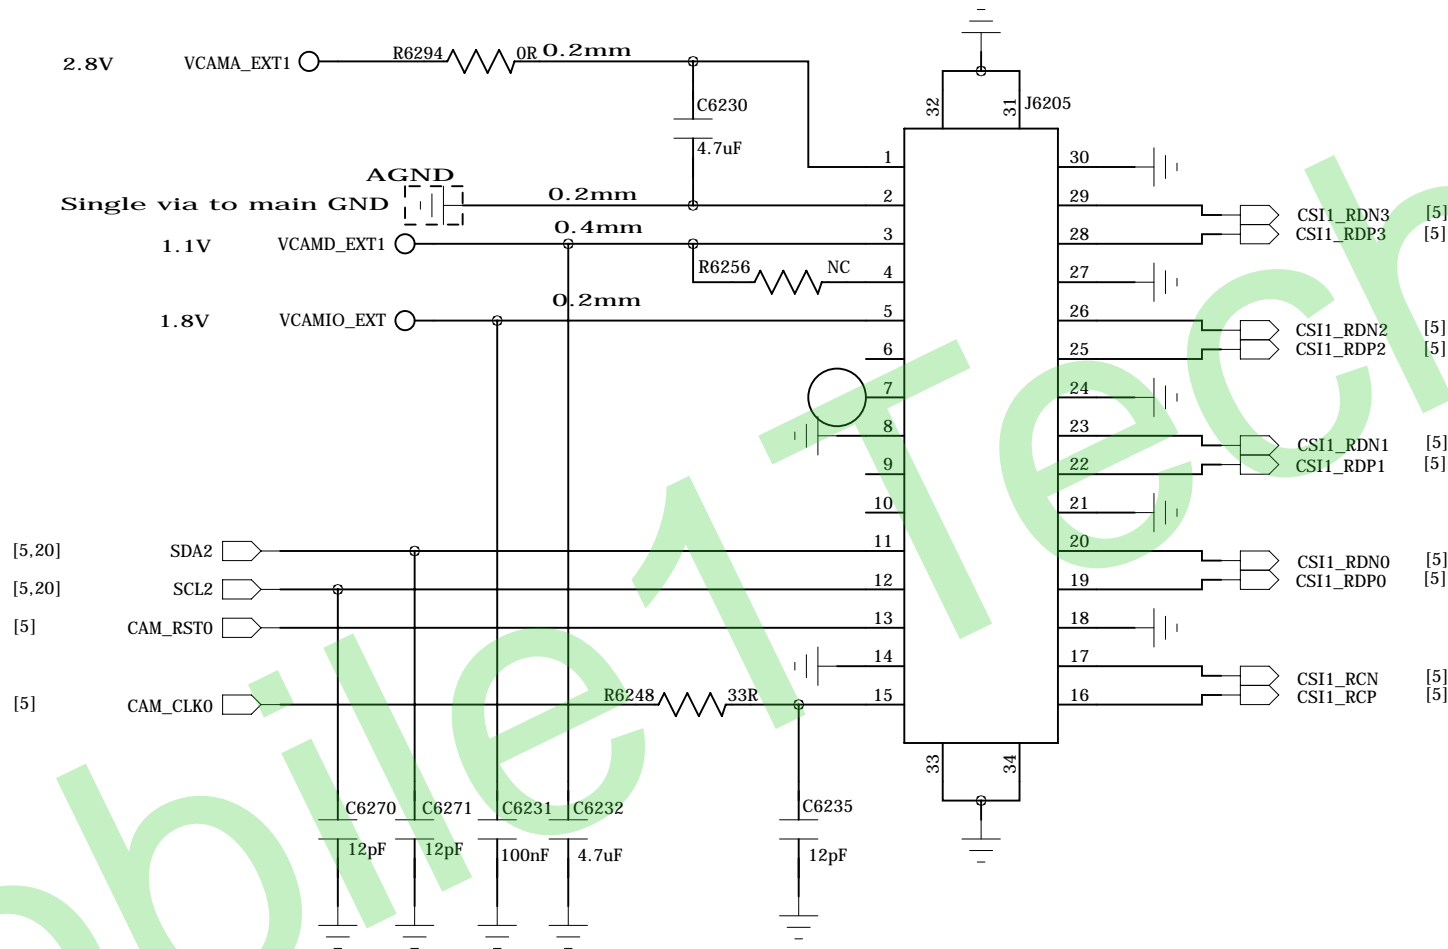 2.8V VCAMA_EXT1 R6294 0R 0.2mm
C6230
4.7uF
AGND
Single via to main GND 0.2mm
0.4mm
1.1V VCAMD_EXT1
R6256 NC
0.2mm
1.8V VCAMIO_EXT
[5,20] SDA2
[5,20] SCL2
[5] CAM_RST0
[5] CAM_CLK0 R6248 33R
C6270 12pF
C6271 12pF
C6231 100nF
C6232 4.7uF
C6235 12pF
J6205
32 31
1 30
2 29
3 28
4 27
5 26
6 25
7 24
8 23
9 22
10 21
11 20
12 19
13 18
14 17
15 16
33 34
CSI1_RDN3 [5]
CSI1_RDP3 [5]
CSI1_RDN2 [5]
CSI1_RDP2 [5]
CSI1_RDN1 [5]
CSI1_RDP1 [5]
CSI1_RDN0 [5]
CSI1_RDP0 [5]
CSI1_RCN [5]
CSI1_RCP [5]
obile1Tech